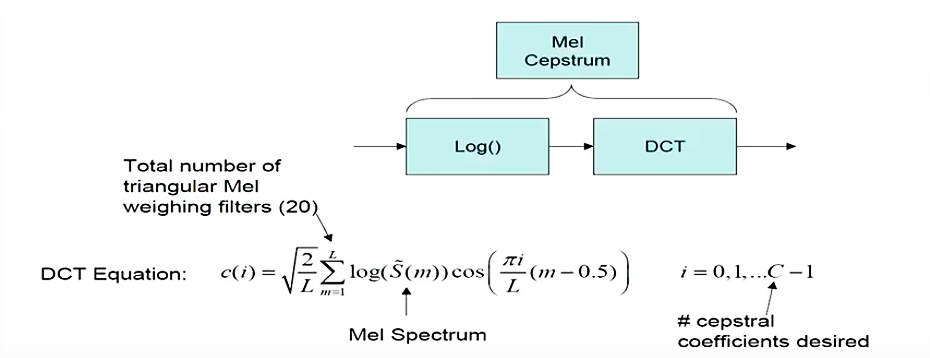 Mel
Cepstrum
Log()
DCT
Total number of
triangular Mel
weighing filters (20)
DCT Equation: c(i) = √(2/L) ∑_{m=1}^{L} log(S̃(m)) cos(πi/L (m − 0.5)) i = 0,1,...C −1
Mel Spectrum
# cepstral
coefficients desired